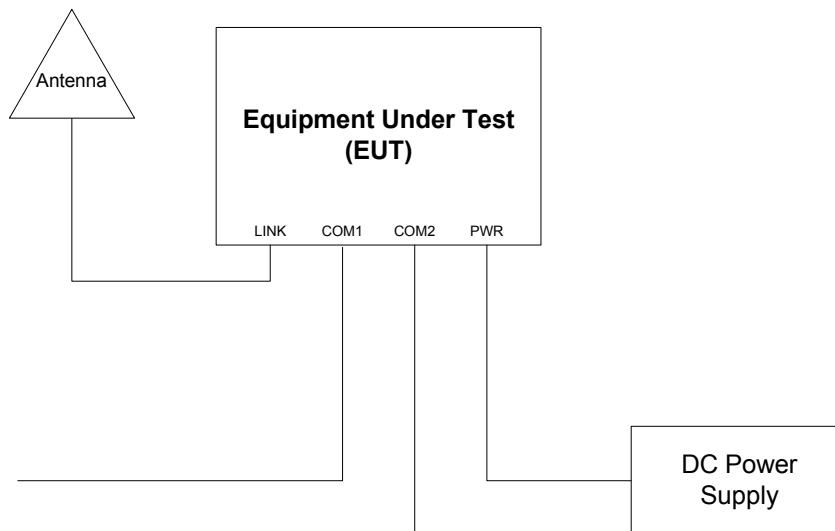 Antenna
Equipment Under Test
(EUT)
LINK COM1 COM2 PWR
DC Power
Supply